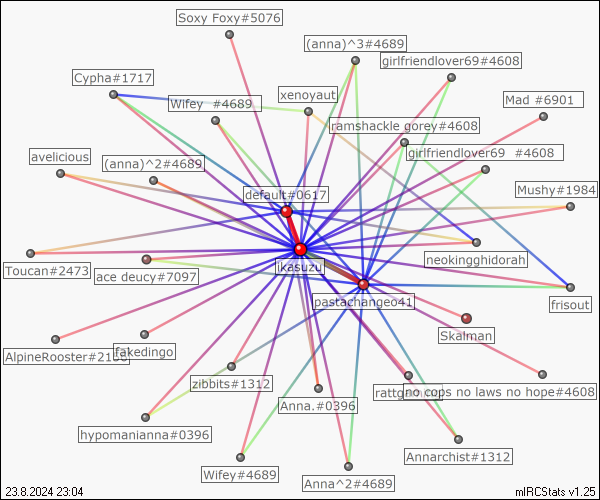 Soxy Foxy#5076
(anna)^3#4689
girlfriendlover69#4608
Cypha#1717
xenoyaut
Wifey #4689
Mad #6901
ramshackle gorey#4608
avelicious
(anna)^2#4689
girlfriendlover69 #4608
default#0617
Mushy#1984
neokingghidorah
Toucan#2473
ace deucy#7097
ikasuzu
pastachangeo41
frisout
Skalman
AlpineRooster#21
fakedingo
zibbits#1312
no cops no laws no hope#4608
Anna.#0396
hypomanianna#0396
Annarchist#1312
Wifey#4689
Anna^2#4689
23.8.2024 23:04
mIRCStats v1.25